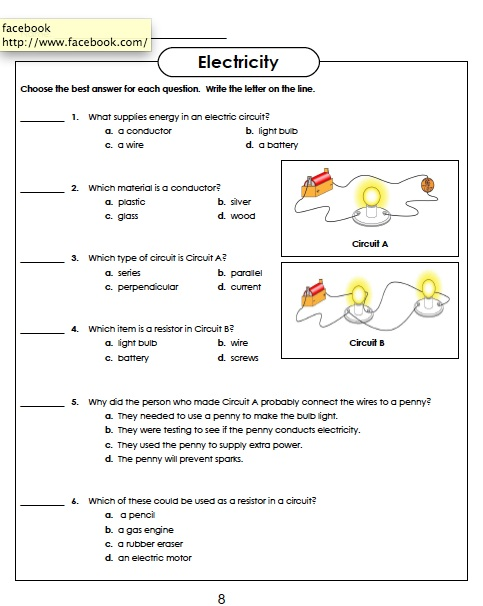 facebook
http://www.facebook.com/
Electricity
Choose the best answer for each question. Write the letter on the line.
1. What supplies energy in an electric circuit?
a. a conductor b. light bulb
c. a wire d. a battery
2. Which material is a conductor?
a. plastic b. silver
c. glass d. wood
Circuit A
3. Which type of circuit is Circuit A?
a. series b. parallel
c. perpendicular d. current
4. Which item is a resistor in Circuit B?
a. light bulb b. wire
c. battery d. screws
Circuit B
5. Why did the person who made Circuit A probably connect the wires to a penny?
a. They needed to use a penny to make the bulb light.
b. They were testing to see if the penny conducts electricity.
c. They used the penny to supply extra power.
d. The penny will prevent sparks.
6. Which of these could be used as a resistor in a circuit?
a. a pencil
b. a gas engine
c. a rubber eraser
d. an electric motor
8